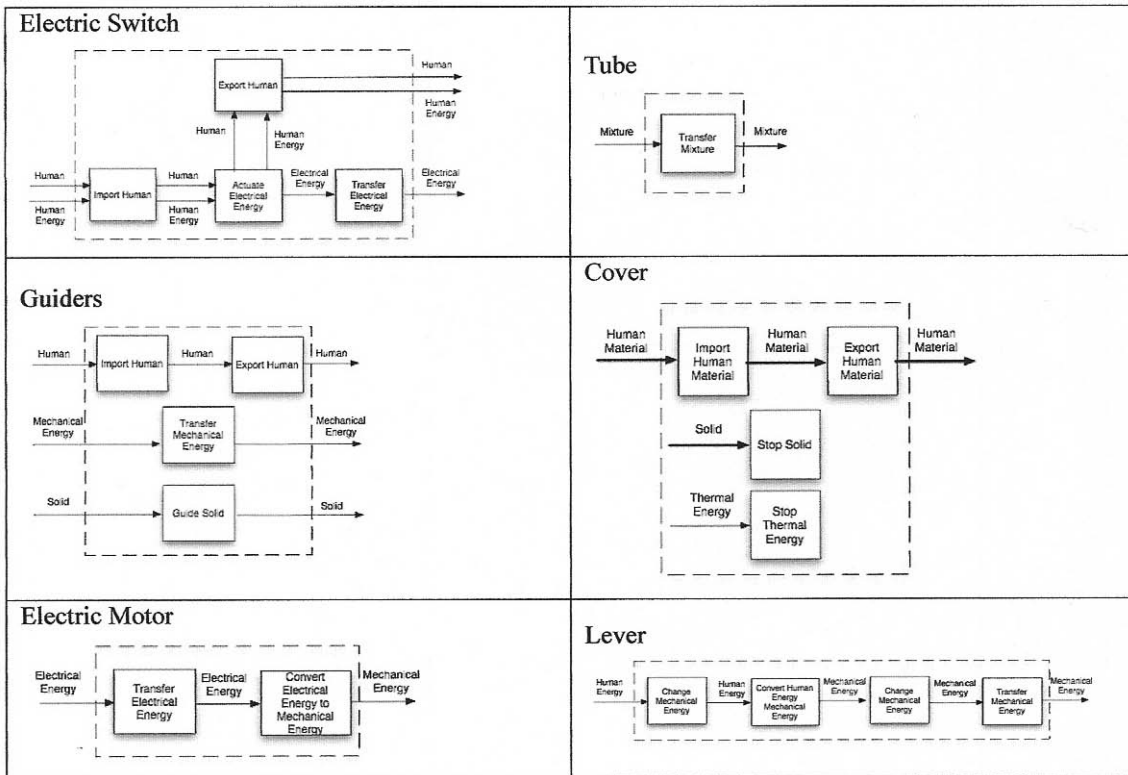 Electric Switch
Export Human
Human
Human
Energy
Human
Human
Energy
Human
Human
Energy
Import Human
Human
Human
Energy
Actuate
Electrical
Energy
Electrical
Energy
Transfer
Electrical
Energy
Electrical
Energy
Tube
Mixture
Transfer
Mixture
Mixture
Guiders
Human
Import Human
Human
Export Human
Human
Mechanical
Energy
Transfer
Mechanical
Energy
Mechanical
Energy
Solid
Guide Solid
Solid
Cover
Human
Material
Import
Human
Material
Human
Material
Export
Human
Material
Human
Material
Solid
Stop Solid
Thermal
Energy
Stop
Thermal
Energy
Electric Motor
Electrical
Energy
Transfer
Electrical
Energy
Electrical
Energy
Convert
Electrical
Energy to
Mechanical
Energy
Mechanical
Energy
Lever
Human
Energy
Change
Mechanical
Energy
Human
Energy
Convert Human
Energy
Mechanical
Energy
Mechanical
Energy
Change
Mechanical
Energy
Mechanical
Energy
Transfer
Mechanical
Energy
Mechanical
Energy